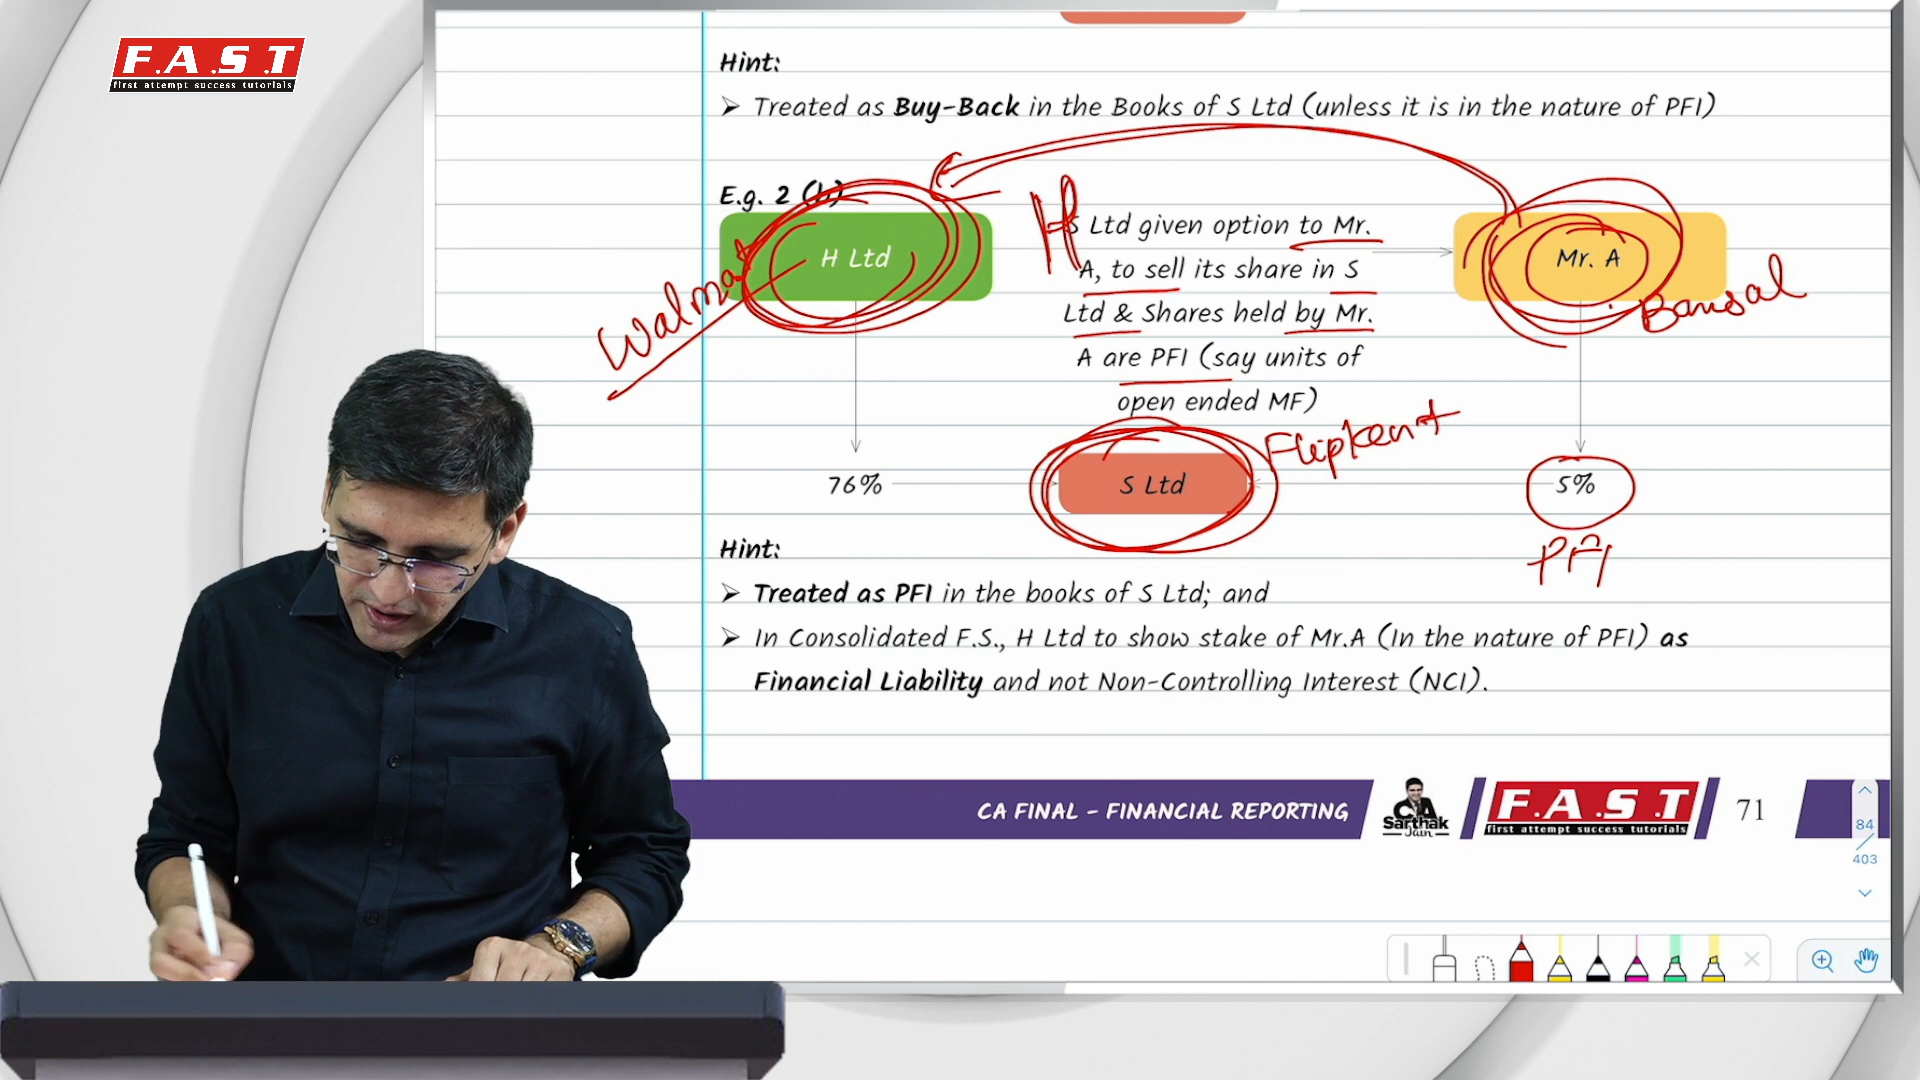 F.A.S.T
first attempt success tutorials
Hint:
➢ Treated as Buy-Back in the Books of S Ltd (unless it is in the nature of PFI)
E.g. 2 (b)
H Ltd
H
S Ltd given option to Mr.
A, to sell its share in S
Ltd & Shares held by Mr.
A are PFI (say units of
open ended MF)
Mr. A
Walmat
Bansal
76%
S Ltd
Flipkart
5%
PFI
Hint:
➢ Treated as PFI in the books of S Ltd; and
➢ In Consolidated F.S., H Ltd to show stake of Mr.A (In the nature of PFI) as
Financial Liability and not Non-Controlling Interest (NCI).
CA FINAL - FINANCIAL REPORTING
CA
Sarthak
Jain
F.A.S.T
first attempt success tutorials
71
84
403